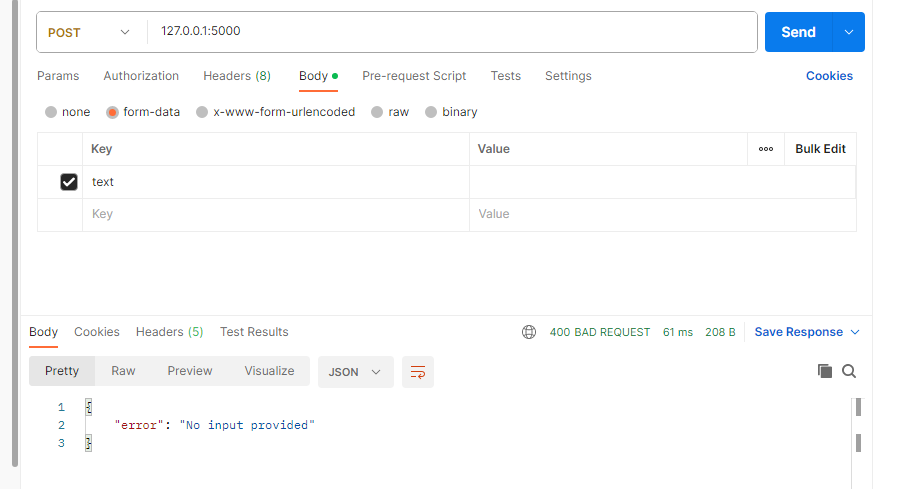 POST 127.0.0.1:5000 Send
Params Authorization Headers (8) Body Pre-request Script Tests Settings Cookies
none form-data x-www-form-urlencoded raw binary
Key Value Bulk Edit
text
Key Value
Body Cookies Headers (5) Test Results 400 BAD REQUEST 61 ms 208 B Save Response
Pretty Raw Preview Visualize JSON
1 {
2 "error": "No input provided"
3 }